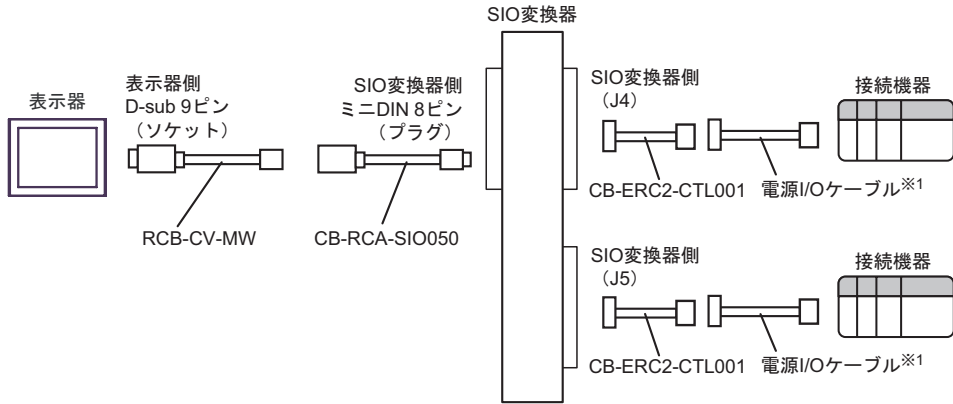 SIO変換器
表示器
表示器側
D-sub 9ピン
（ソケット）
SIO変換器側
ミニDIN 8ピン
（プラグ）
SIO変換器側
（J4）
接続機器
CB-ERC2-CTL001
電源I/Oケーブル※1
RCB-CV-MW
CB-RCA-SIO050
SIO変換器側
（J5）
接続機器
CB-ERC2-CTL001
電源I/Oケーブル※1